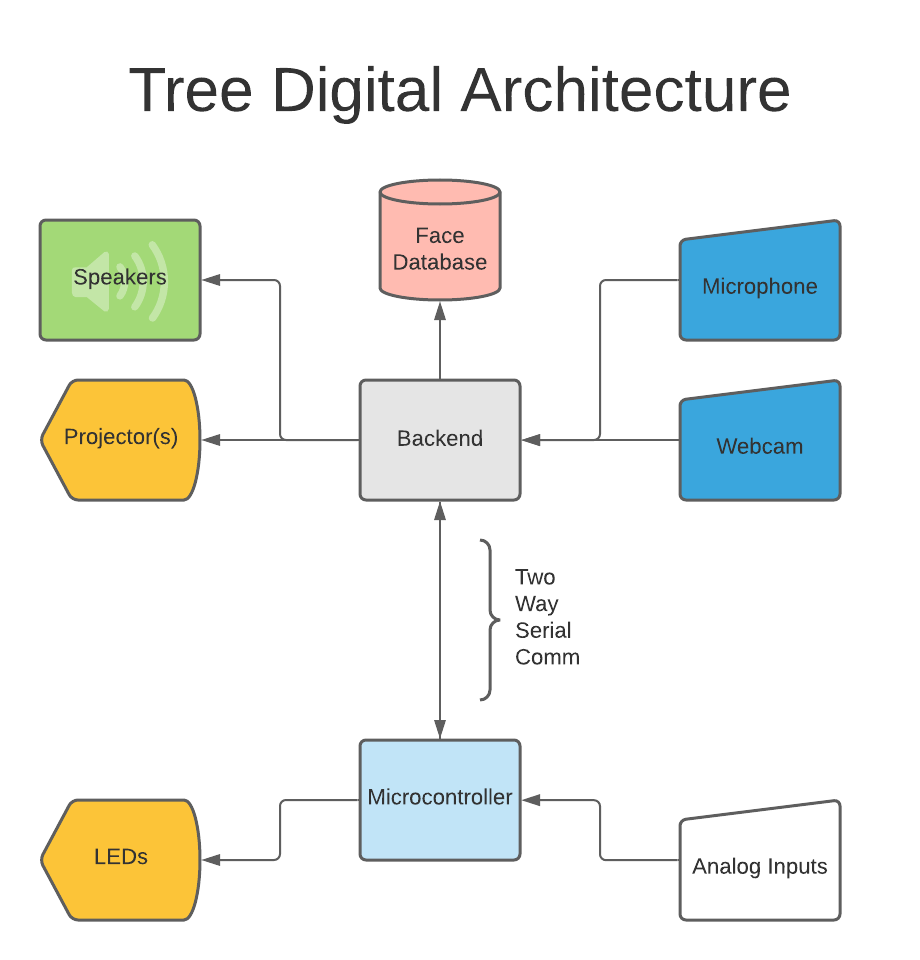 Tree Digital Architecture
Face
Database
Speakers
Microphone
Projector(s)
Backend
Webcam
Two
Way
Serial
Comm
Microcontroller
LEDs
Analog Inputs